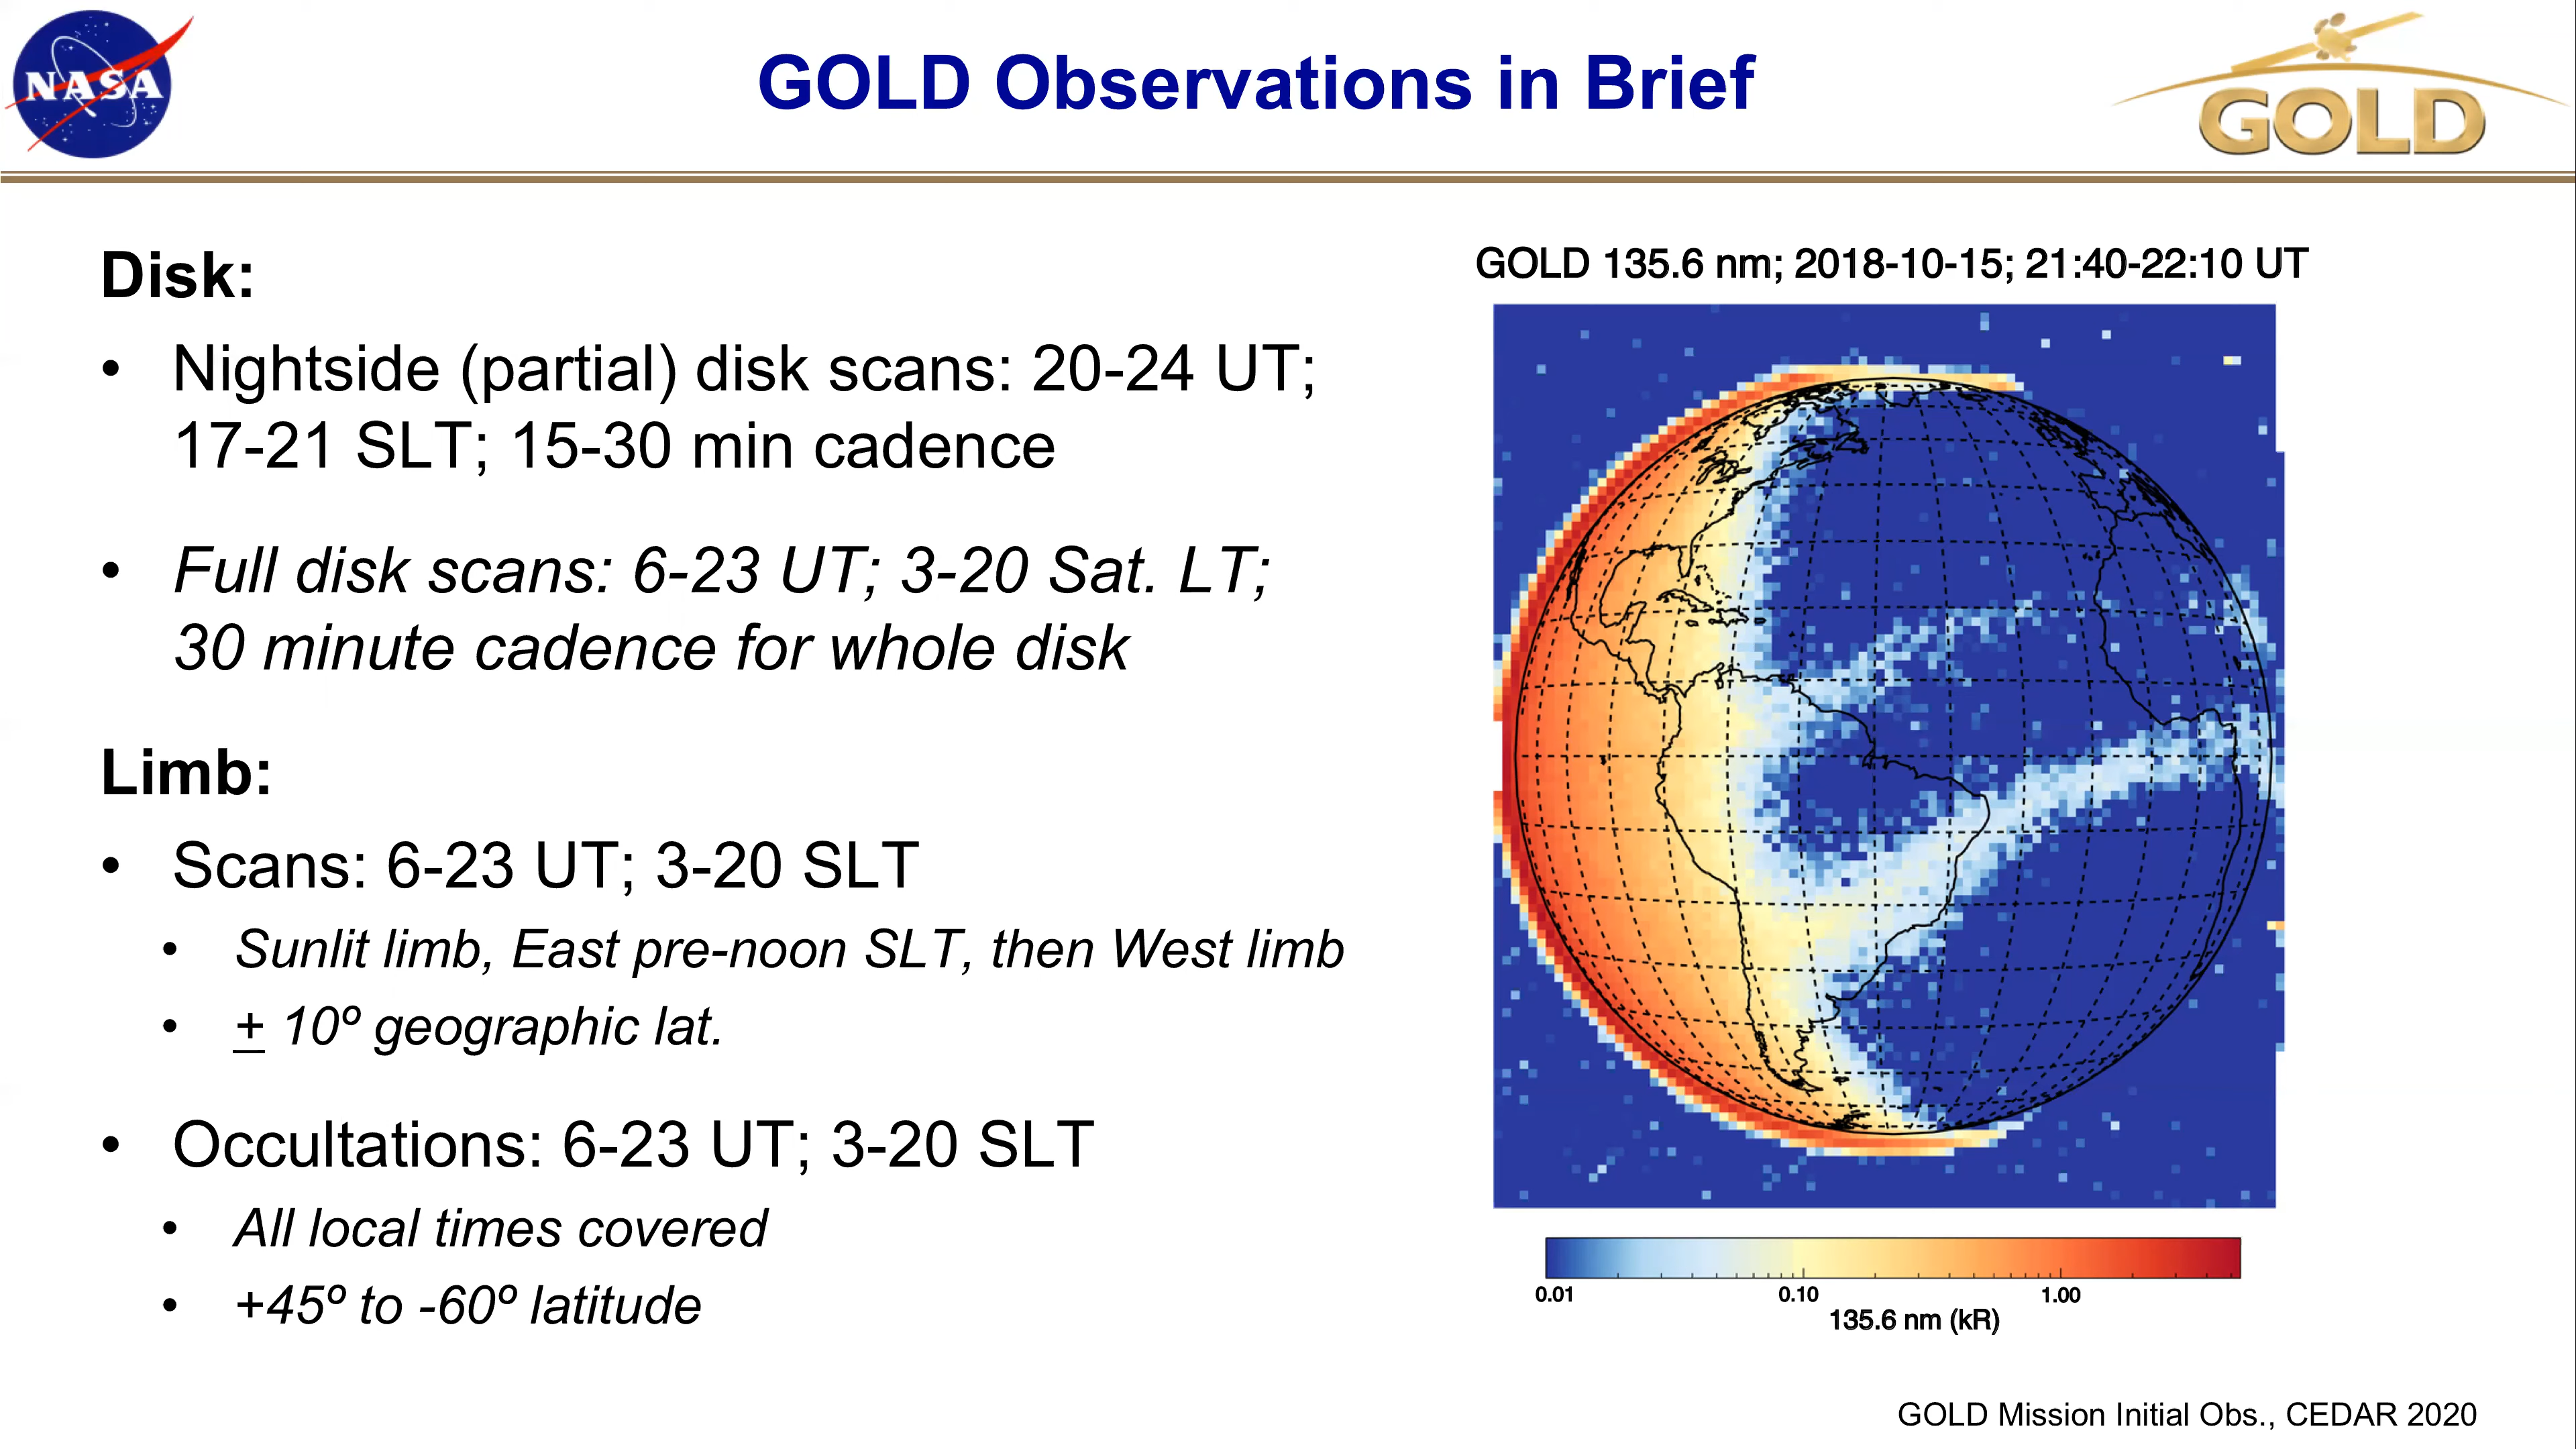 NASA
GOLD Observations in Brief
GOLD
Disk:
• Nightside (partial) disk scans: 20-24 UT;
17-21 SLT; 15-30 min cadence
• Full disk scans: 6-23 UT; 3-20 Sat. LT;
30 minute cadence for whole disk
Limb:
• Scans: 6-23 UT; 3-20 SLT
• Sunlit limb, East pre-noon SLT, then West limb
• ± 10º geographic lat.
• Occultations: 6-23 UT; 3-20 SLT
• All local times covered
• +45º to -60º latitude
GOLD 135.6 nm; 2018-10-15; 21:40-22:10 UT
0.01 0.10 1.00
135.6 nm (kR)
GOLD Mission Initial Obs., CEDAR 2020